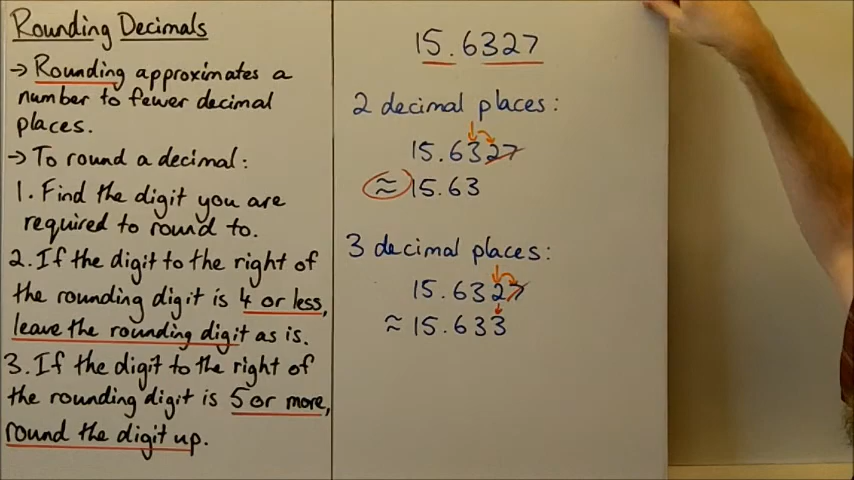 Rounding Decimals
→ Rounding approximates a
number to fewer decimal
places.
→ To round a decimal:
1. Find the digit you are
required to round to.
2. If the digit to the right of
the rounding digit is 4 or less,
leave the rounding digit as is.
3. If the digit to the right of
the rounding digit is 5 or more,
round the digit up.
15.6327
2 decimal places:
15.6327
≈ 15.63
3 decimal places:
15.6327
≈ 15.633